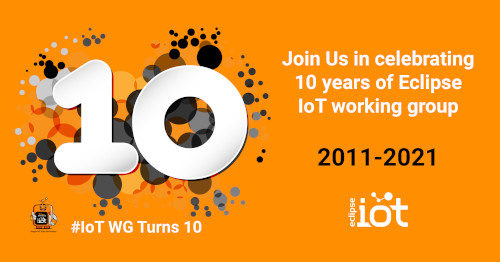 10
Join Us in celebrating
10 years of Eclipse
IoT working group
2011-2021
#IoT WG Turns 10
eclipse
iot
iot